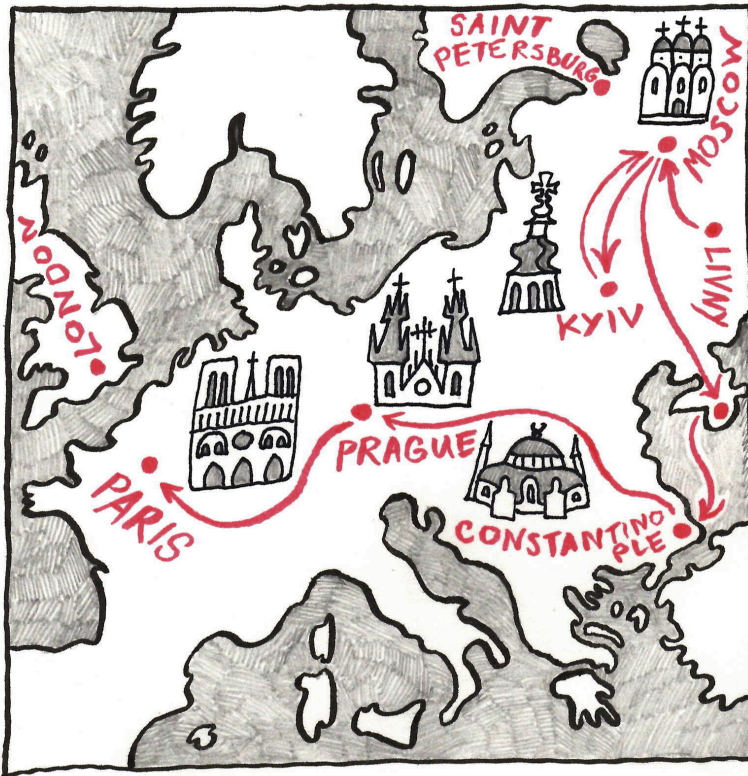 SAINT
PETERSBURG
MOSCOW
LONDON
LIVNY
KYIV
PRAGUE
PARIS
CONSTANTINO
PLE